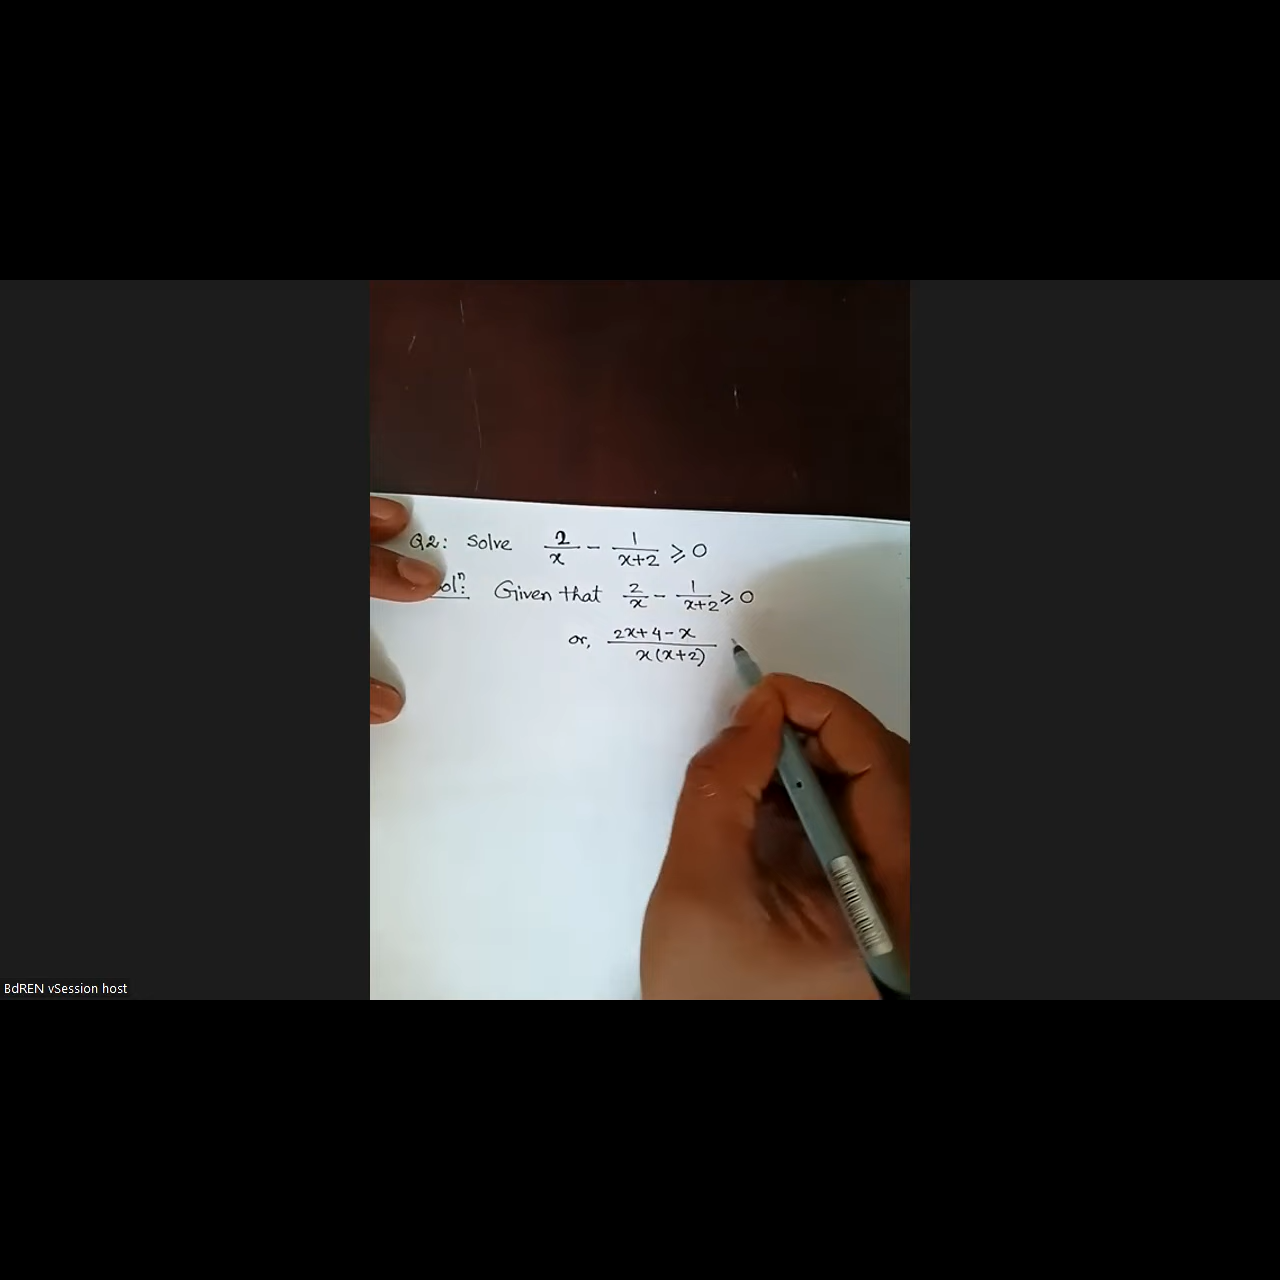 Q2: Solve 2/x - 1/(x+2) ⩾ 0
Given that 2/x - 1/(x+2) ⩾ 0
or, (2x+4-x)/(x(x+2))
BdREN vSession host